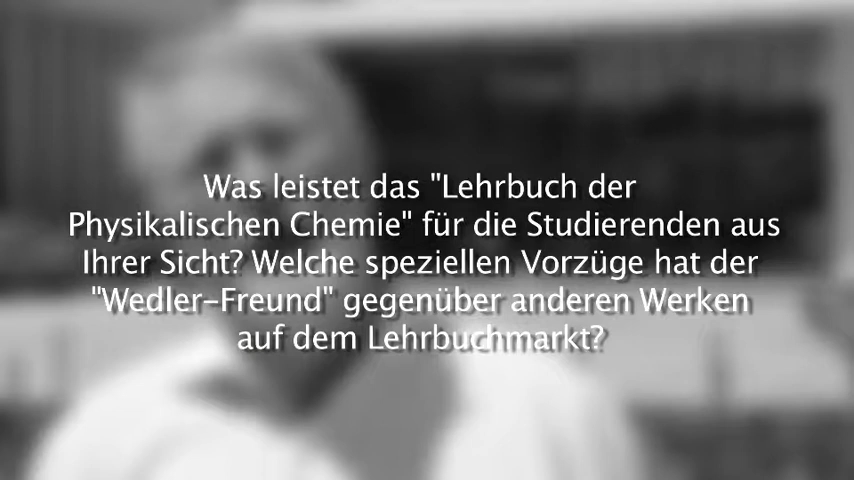 Was leistet das "Lehrbuch der
Physikalischen Chemie" für die Studierenden aus
Ihrer Sicht? Welche speziellen Vorzüge hat der
"Wedler-Freund" gegenüber anderen Werken
auf dem Lehrbuchmarkt?